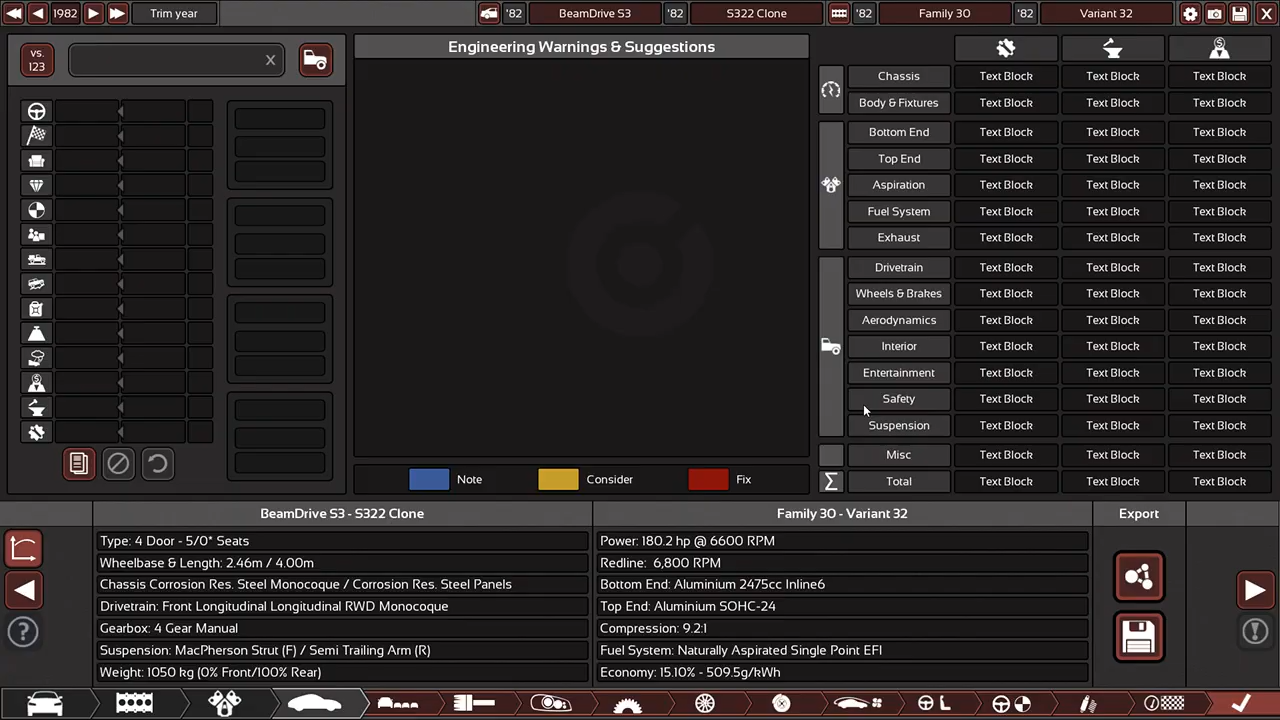 1982 Trim year '82 BeamDrive S3 '82 S322 Clone '82 Family 30 '82 Variant 32
VS. 123 X
Engineering Warnings & Suggestions
Chassis Text Block Text Block Text Block
Body & Fixtures Text Block Text Block Text Block
Bottom End Text Block Text Block Text Block
Top End Text Block Text Block Text Block
Aspiration Text Block Text Block Text Block
Fuel System Text Block Text Block Text Block
Exhaust Text Block Text Block Text Block
Drivetrain Text Block Text Block Text Block
Wheels & Brakes Text Block Text Block Text Block
Aerodynamics Text Block Text Block Text Block
Interior Text Block Text Block Text Block
Entertainment Text Block Text Block Text Block
Safety Text Block Text Block Text Block
Suspension Text Block Text Block Text Block
Misc Text Block Text Block Text Block
Σ Total Text Block Text Block Text Block
Note Consider Fix
BeamDrive S3 - S322 Clone
Type: 4 Door - 5/0* Seats
Wheelbase & Length: 2.46m / 4.00m
Chassis Corrosion Res. Steel Monocoque / Corrosion Res. Steel Panels
Drivetrain: Front Longitudinal Longitudinal RWD Monocoque
Gearbox: 4 Gear Manual
Suspension: MacPherson Strut (F) / Semi Trailing Arm (R)
Weight: 1050 kg (0% Front/100% Rear)
Family 30 - Variant 32
Power: 180.2 hp @ 6600 RPM
Redline: 6,800 RPM
Bottom End: Aluminium 2475cc Inline6
Top End: Aluminium SOHC-24
Compression: 9.2:1
Fuel System: Naturally Aspirated Single Point EFI
Economy: 15.10% - 509.5g/kWh
Export